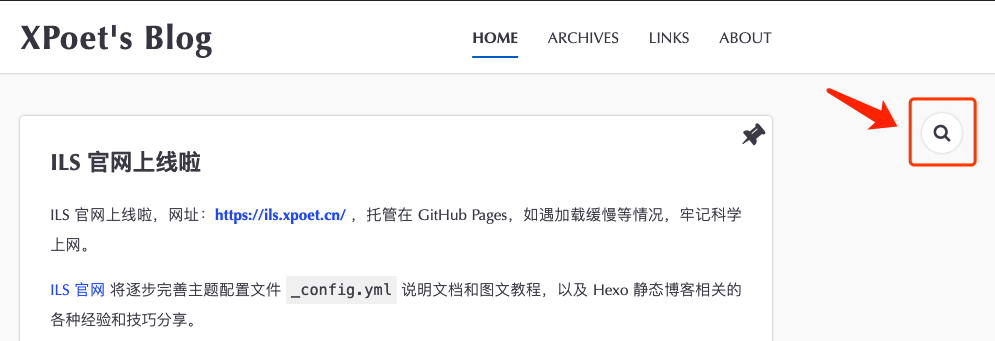 XPoet's Blog
HOME ARCHIVES LINKS ABOUT
ILS 官网上线啦
ILS 官网上线啦，网址：https://ils.xpoet.cn/ ，托管在 GitHub Pages，如遇加载缓慢等情况，牢记科学
上网。
ILS 官网 将逐步完善主题配置文件 _config.yml 说明文档和图文教程，以及 Hexo 静态博客相关的
各种经验和技巧分享。